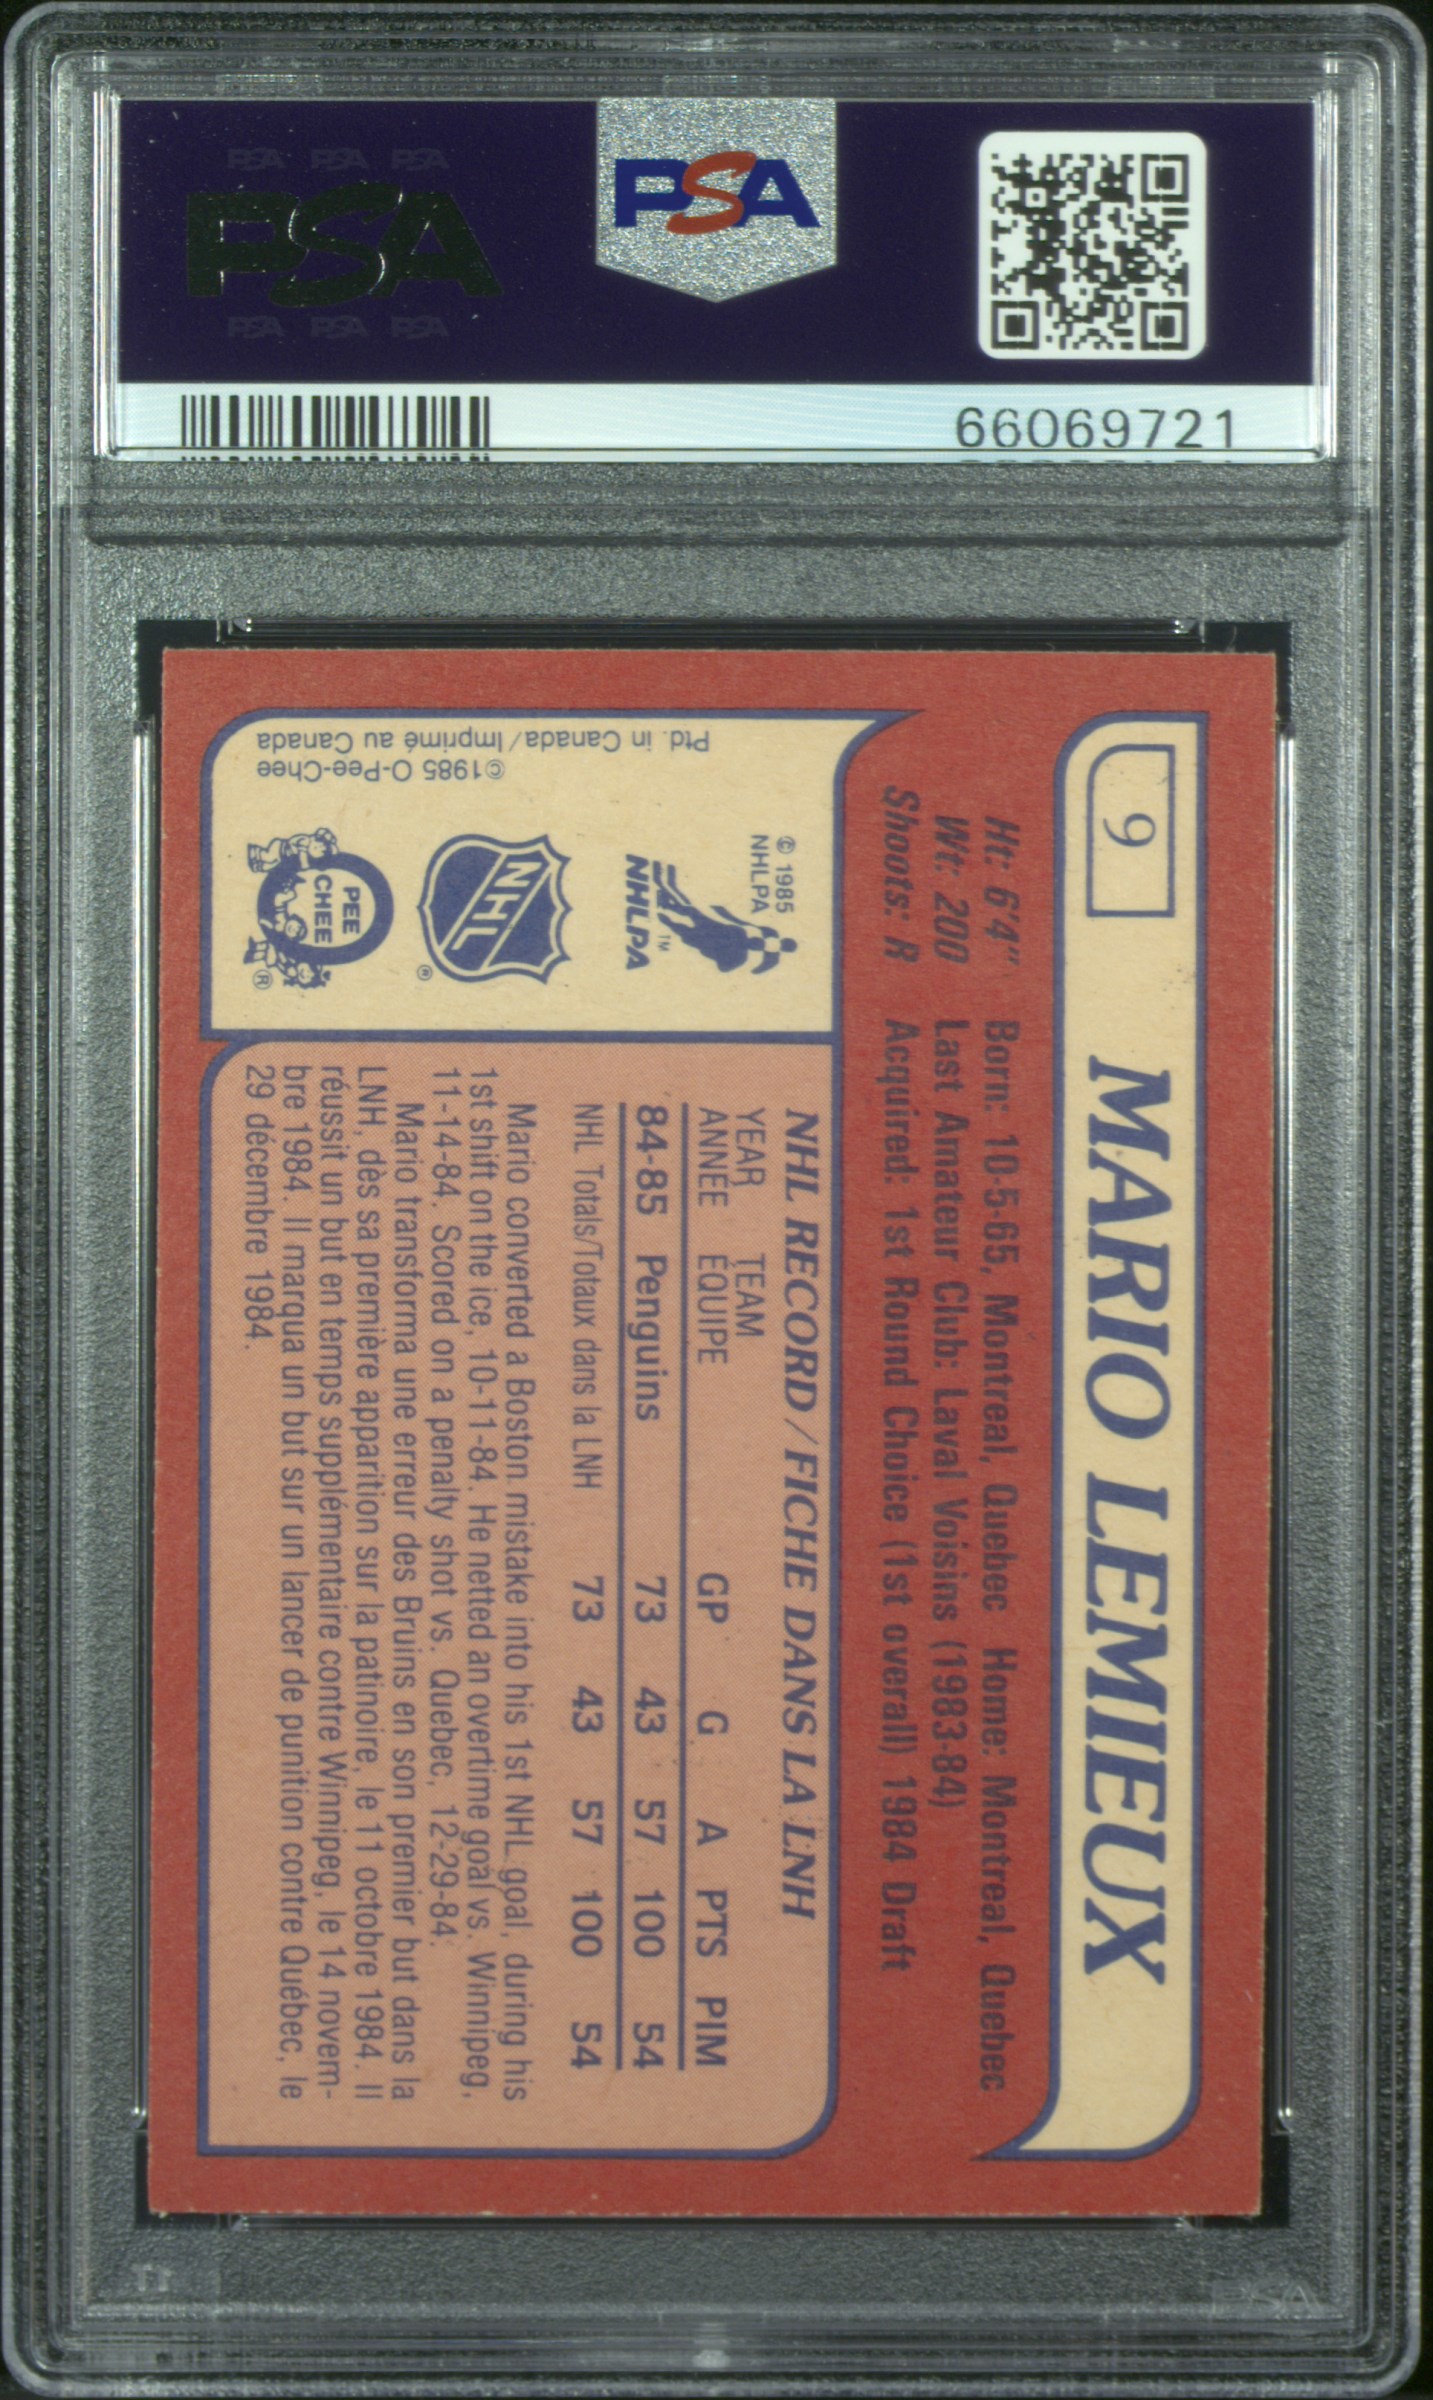 PSA PSA PSA
PSA
PSA PSA PSA
PSA
66069721
9
MARIO LEMIEUX
Ht: 6'4" Born: 10-5-65, Montreal, Quebec Home: Montreal, Quebec
Wt: 200 Last Amateur Club: Laval Voisins (1983-84)
Shoots: R Acquired: 1st Round Choice (1st overall) 1984 Draft
© 1985
NHLPA
NHLPA™
NHL®
PEE
CHEE
®
©1985 O-Pee-Chee
Ptd. in Canada/Imprimé au Canada
NHL RECORD/FICHE DANS LA LNH
YEAR TEAM
ANNÉE ÉQUIPE GP G A PTS PIM
84-85 Penguins 73 43 57 100 54
NHL Totals/Totaux dans la LNH 73 43 57 100 54
Mario converted a Boston mistake into his 1st NHL goal, during his
1st shift on the ice, 10-11-84. He netted an overtime goal vs. Winnipeg,
11-14-84. Scored on a penalty shot vs. Quebec, 12-29-84.
Mario transforma une erreur des Bruins en son premier but dans la
LNH, dès sa première apparition sur la patinoire, le 11 octobre 1984. Il
réussit un but en temps supplémentaire contre Winnipeg, le 14 novem-
bre 1984. Il marqua un but sur un lancer de punition contre Québec, le
29 décembre 1984.
PSA